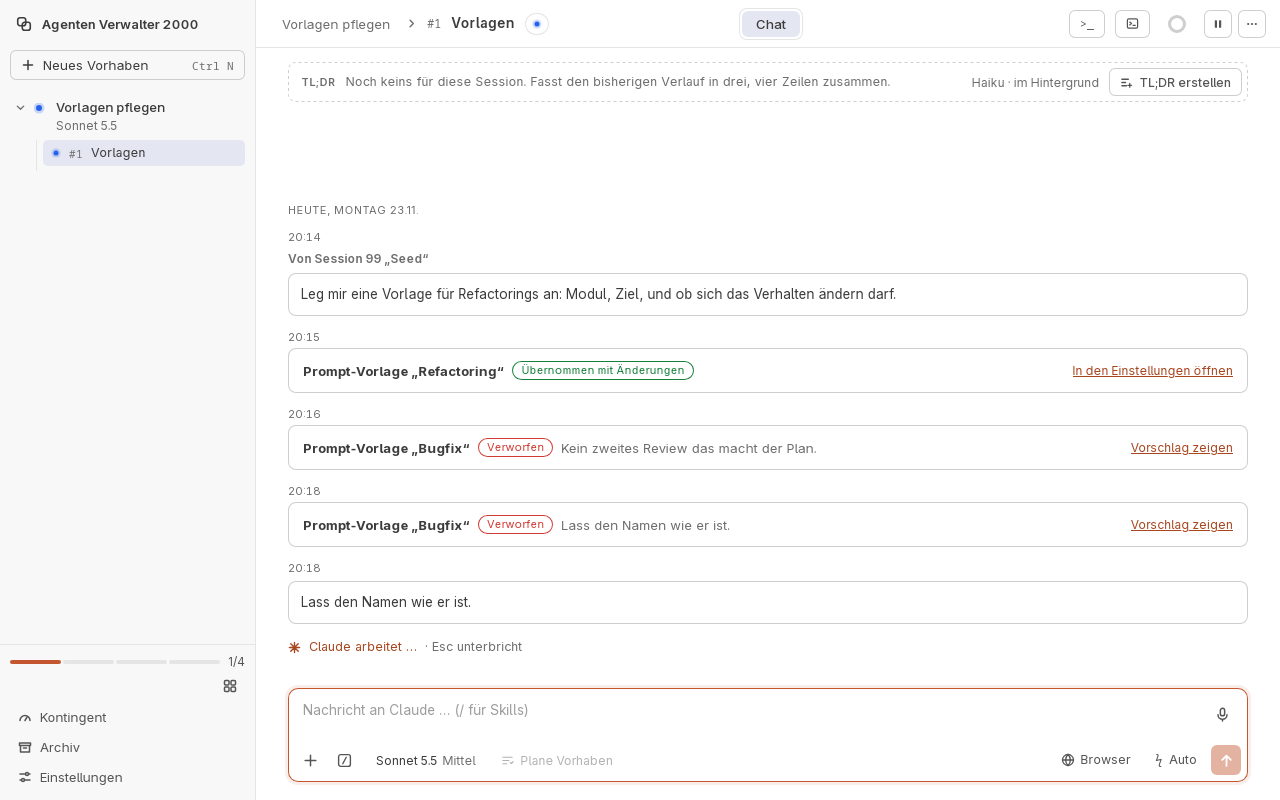 Agenten Verwalter 2000
Neues Vorhaben Ctrl N
Vorlagen pflegen
Sonnet 5.5
#1 Vorlagen
1/4
Kontingent
Archiv
Einstellungen
Vorlagen pflegen #1 Vorlagen
Chat
>_
TL;DR Noch keins für diese Session. Fasst den bisherigen Verlauf in drei, vier Zeilen zusammen. Haiku · im Hintergrund TL;DR erstellen
HEUTE, MONTAG 23.11.
20:14
Von Session 99 „Seed“
Leg mir eine Vorlage für Refactorings an: Modul, Ziel, und ob sich das Verhalten ändern darf.
20:15
Prompt-Vorlage „Refactoring“ Übernommen mit Änderungen In den Einstellungen öffnen
20:16
Prompt-Vorlage „Bugfix“ Verworfen Kein zweites Review das macht der Plan. Vorschlag zeigen
20:18
Prompt-Vorlage „Bugfix“ Verworfen Lass den Namen wie er ist. Vorschlag zeigen
20:18
Lass den Namen wie er ist.
Claude arbeitet … · Esc unterbricht
Nachricht an Claude … (/ für Skills)
Sonnet 5.5 Mittel Plane Vorhaben Browser Auto